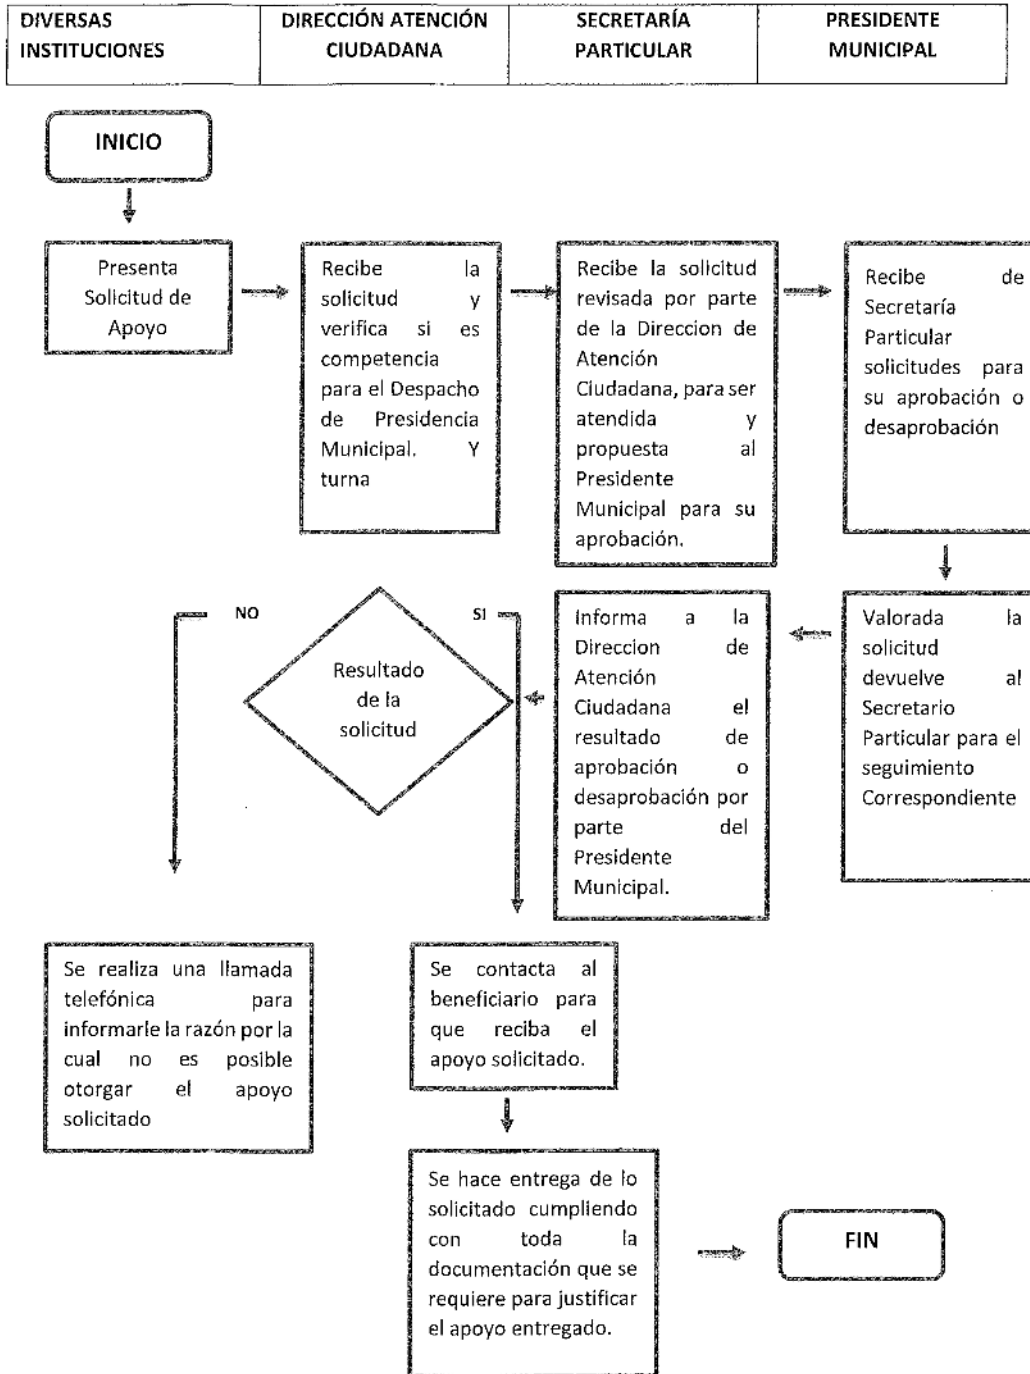 DIVERSAS
INSTITUCIONES
DIRECCIÓN ATENCIÓN
CIUDADANA
SECRETARÍA
PARTICULAR
PRESIDENTE
MUNICIPAL
INICIO
Presenta
Solicitud de
Apoyo
Recibe la
solicitud y
verifica si es
competencia
para el Despacho
de Presidencia
Municipal. Y
turna
Recibe la solicitud
revisada por parte
de la Direccion de
Atención
Ciudadana, para ser
atendida y
propuesta al
Presidente
Municipal para su
aprobación.
Recibe de
Secretaría
Particular
solicitudes para
su aprobación o
desaprobación
NO
Resultado
de la
solicitud
SI
Informa a la
Direccion de
Atención
Ciudadana el
resultado de
aprobación o
desaprobación por
parte del
Presidente
Municipal.
Valorada la
solicitud
devuelve al
Secretario
Particular para el
seguimiento
Correspondiente
Se realiza una llamada
telefónica para
informarle la razón por la
cual no es posible
otorgar el apoyo
solicitado
Se contacta al
beneficiario para
que reciba el
apoyo solicitado.
Se hace entrega de lo
solicitado cumpliendo
con toda la
documentación que se
requiere para justificar
el apoyo entregado.
FIN